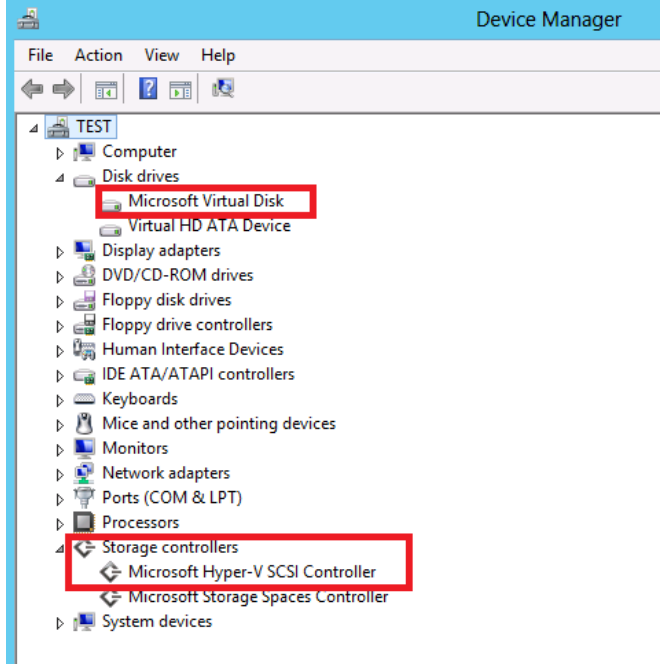 Device Manager
File Action View Help
TEST
Computer
Disk drives
Microsoft Virtual Disk
Virtual HD ATA Device
Display adapters
DVD/CD-ROM drives
Floppy disk drives
Floppy drive controllers
Human Interface Devices
IDE ATA/ATAPI controllers
Keyboards
Mice and other pointing devices
Monitors
Network adapters
Ports (COM & LPT)
Processors
Storage controllers
Microsoft Hyper-V SCSI Controller
Microsoft Storage Spaces Controller
System devices